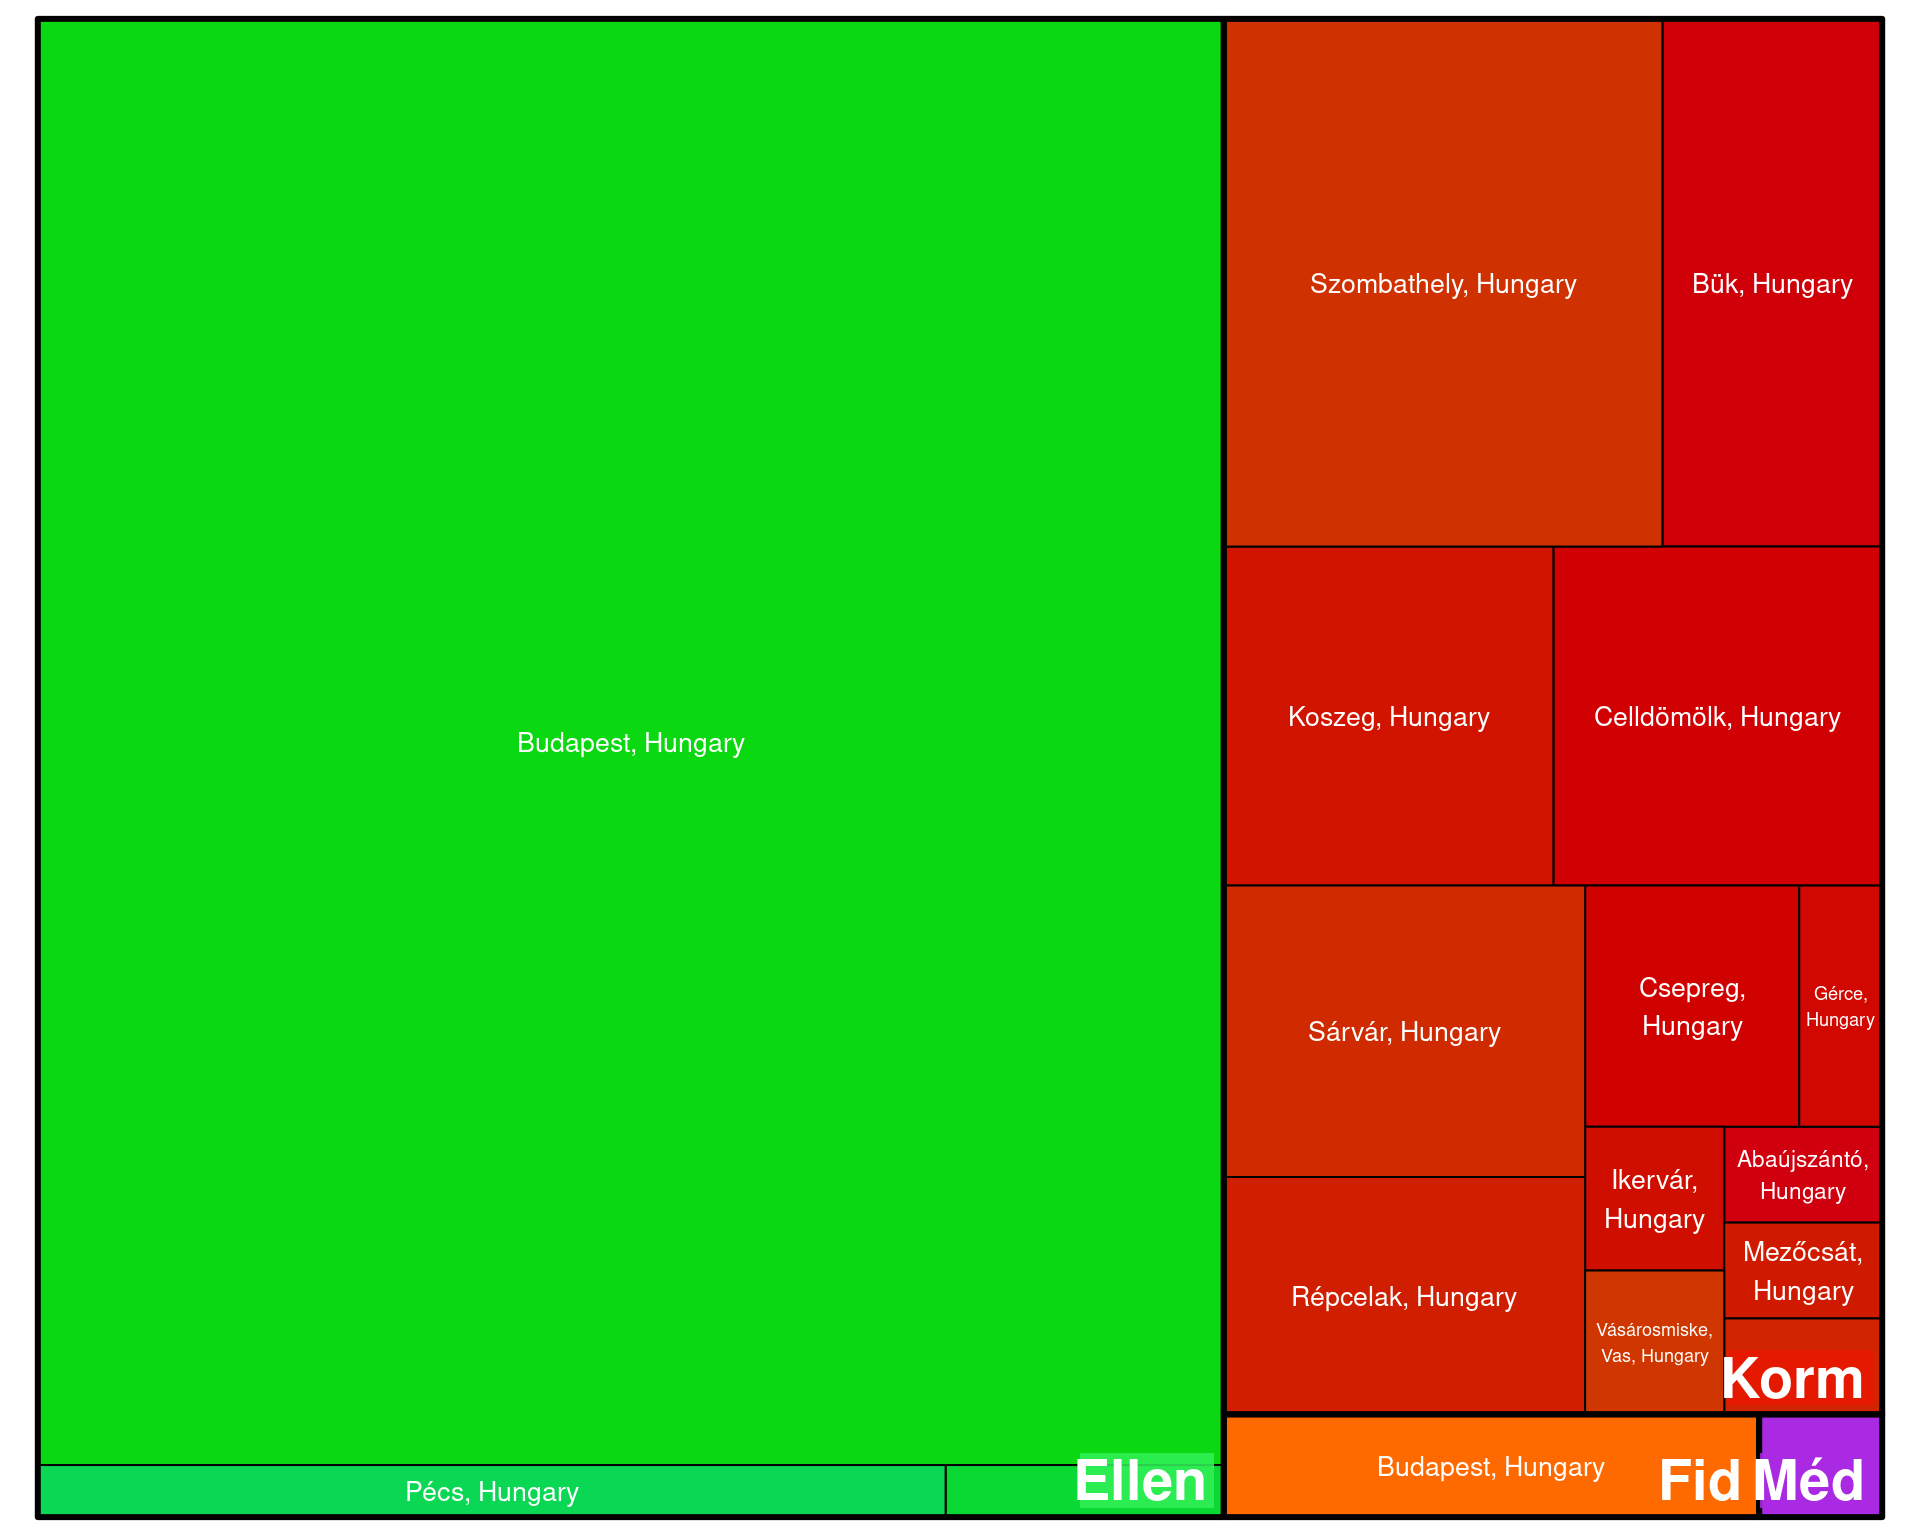 Budapest, Hungary
Pécs, Hungary
Ellen
Szombathely, Hungary
Bük, Hungary
Koszeg, Hungary
Celldömölk, Hungary
Sárvár, Hungary
Csepreg,
Hungary
Gérce,
Hungary
Répcelak, Hungary
Ikervár,
Hungary
Abaújszántó,
Hungary
Mezőcsát,
Hungary
Vásárosmiske,
Vas, Hungary
Korm
Budapest, Hungary
Fid
Méd